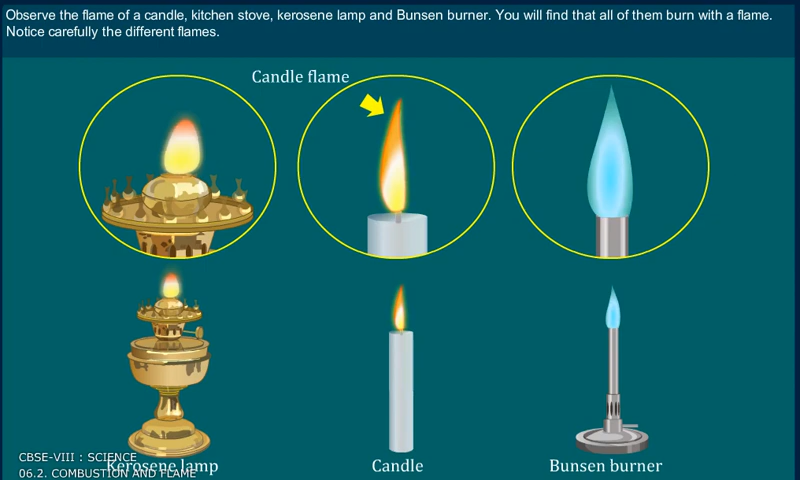 Observe the flame of a candle, kitchen stove, kerosene lamp and Bunsen burner. You will find that all of them burn with a flame.
Notice carefully the different flames.
Candle flame
CBSE-VIII : SCIENCE
Kerosene lamp
Candle
Bunsen burner
06.2. COMBUSTION AND FLAME